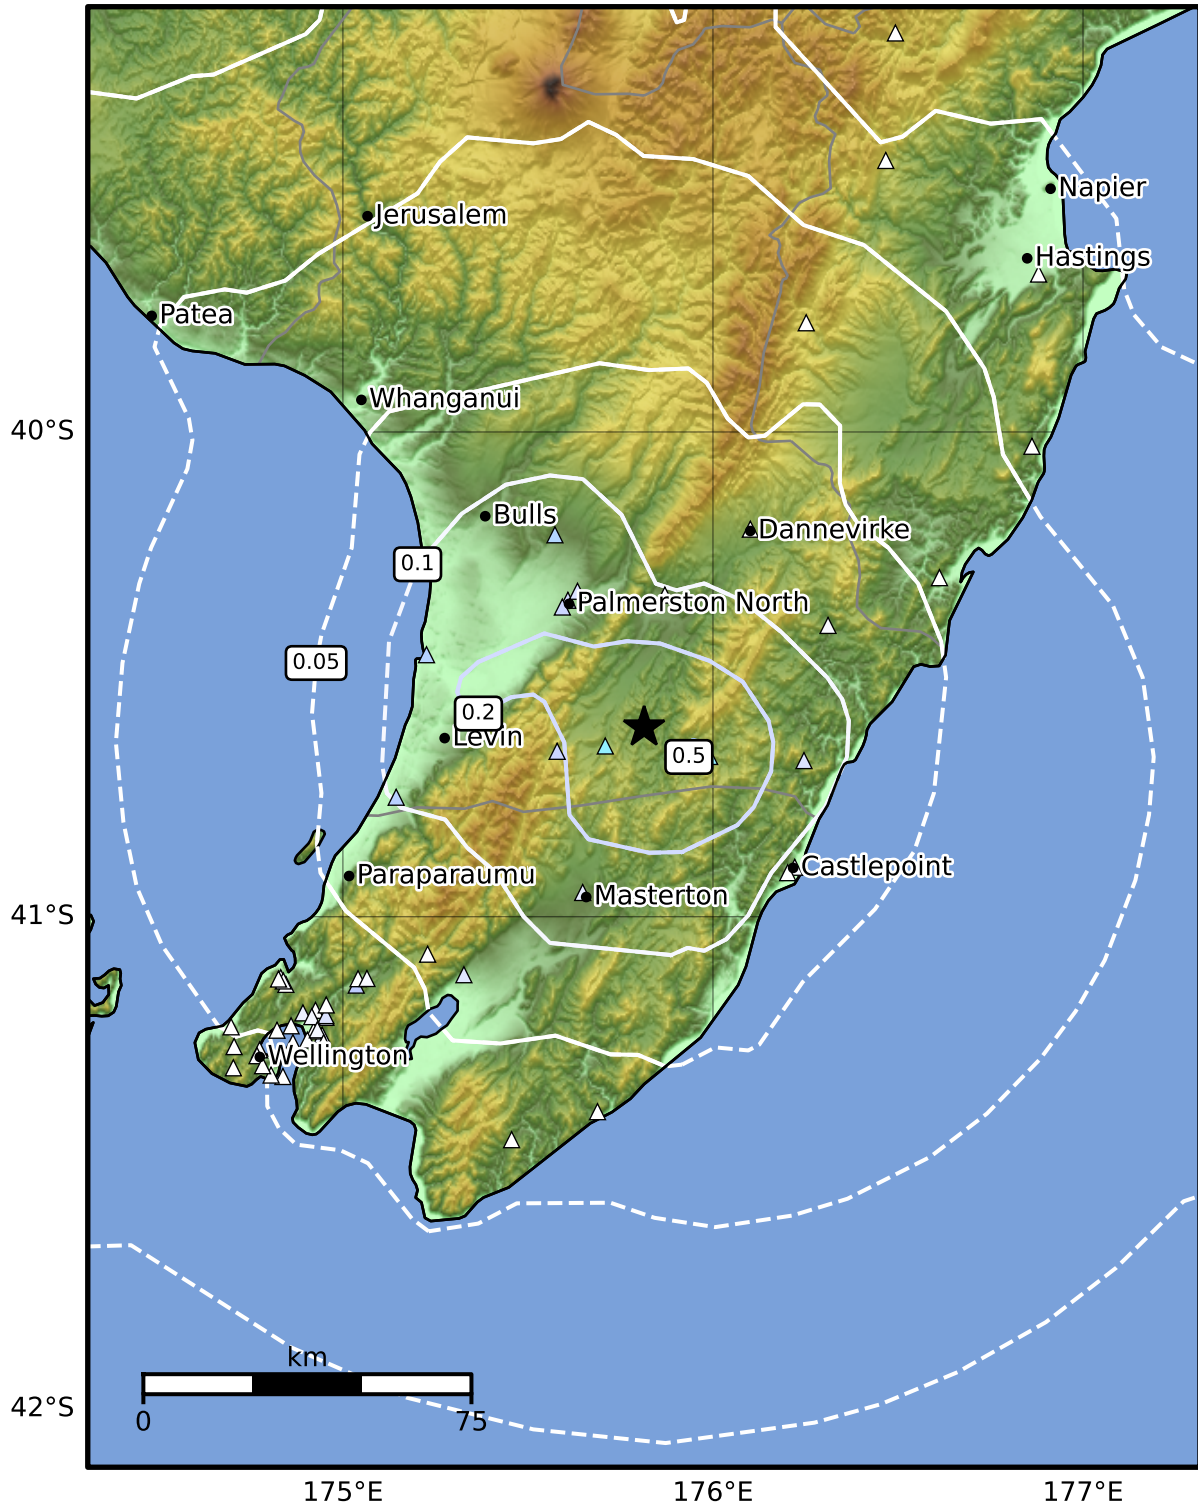 Napier
Jerusalem
Hastings
Patea
Whanganui
40°S
Bulls
Dannevirke
0.1
Palmerston North
0.05
0.2
Levin
0.5
Castlepoint
Paraparaumu
Masterton
41°S
Wellington
km
0 75
42°S
175°E 176°E 177°E